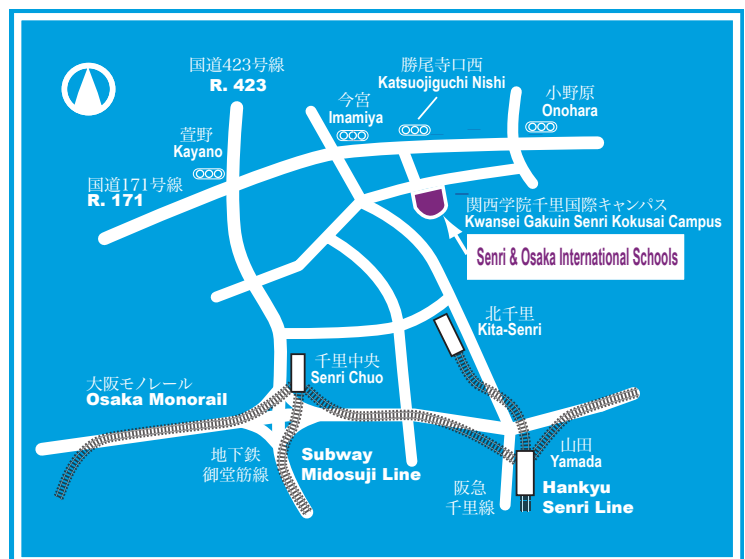 国道423号線
R. 423
勝尾寺口西
Katsuojiguchi Nishi
今宮
Imamiya
小野原
Onohara
萱野
Kayano
国道171号線
R. 171
関西学院千里国際キャンパス
Kwansei Gakuin Senri Kokusai Campus
Senri & Osaka International Schools
北千里
Kita-Senri
千里中央
Senri Chuo
大阪モノレール
Osaka Monorail
地下鉄
御堂筋線
Subway
Midosuji Line
山田
Yamada
阪急
千里線
Hankyu
Senri Line